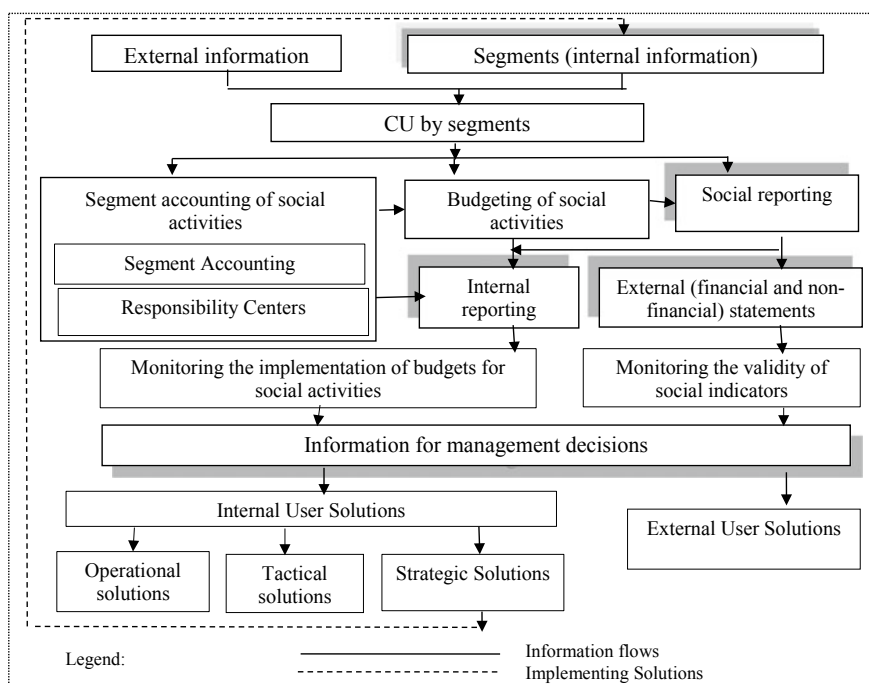 External information
Segments (internal information)
CU by segments
Segment accounting of social
activities
Segment Accounting
Responsibility Centers
Budgeting of social
activities
Social reporting
Internal
reporting
External (financial and non-
financial) statements
Monitoring the implementation of budgets for
social activities
Monitoring the validity of
social indicators
Information for management decisions
Internal User Solutions
External User Solutions
Operational
solutions
Tactical
solutions
Strategic Solutions
Legend:
Information flows
Implementing Solutions